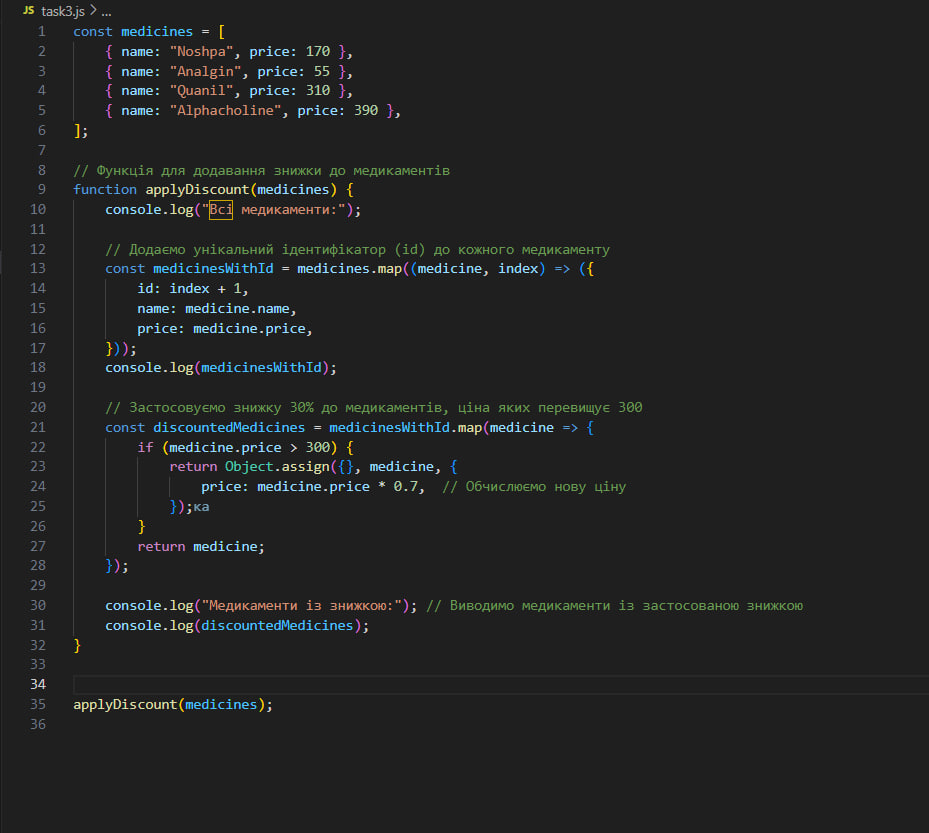 JS task3.js > ...
1 const medicines = [
2     { name: "Noshpa", price: 170 },
3     { name: "Analgin", price: 55 },
4     { name: "Quanil", price: 310 },
5     { name: "Alphacholine", price: 390 },
6 ];
7
8 // Функція для додавання знижки до медикаментів
9 function applyDiscount(medicines) {
10     console.log("Всі медикаменти:");
11
12     // Додаємо унікальний ідентифікатор (id) до кожного медикаменту
13     const medicinesWithId = medicines.map((medicine, index) => ({
14         id: index + 1,
15         name: medicine.name,
16         price: medicine.price,
17     }));
18     console.log(medicinesWithId);
19
20     // Застосовуємо знижку 30% до медикаментів, ціна яких перевищує 300
21     const discountedMedicines = medicinesWithId.map(medicine => {
22         if (medicine.price > 300) {
23             return Object.assign({}, medicine, {
24                 price: medicine.price * 0.7,  // Обчислюємо нову ціну
25             });ка
26         }
27         return medicine;
28     });
29
30     console.log("Медикаменти із знижкою:"); // Виводимо медикаменти із застосованою знижкою
31     console.log(discountedMedicines);
32 }
33
34
35 applyDiscount(medicines);
36